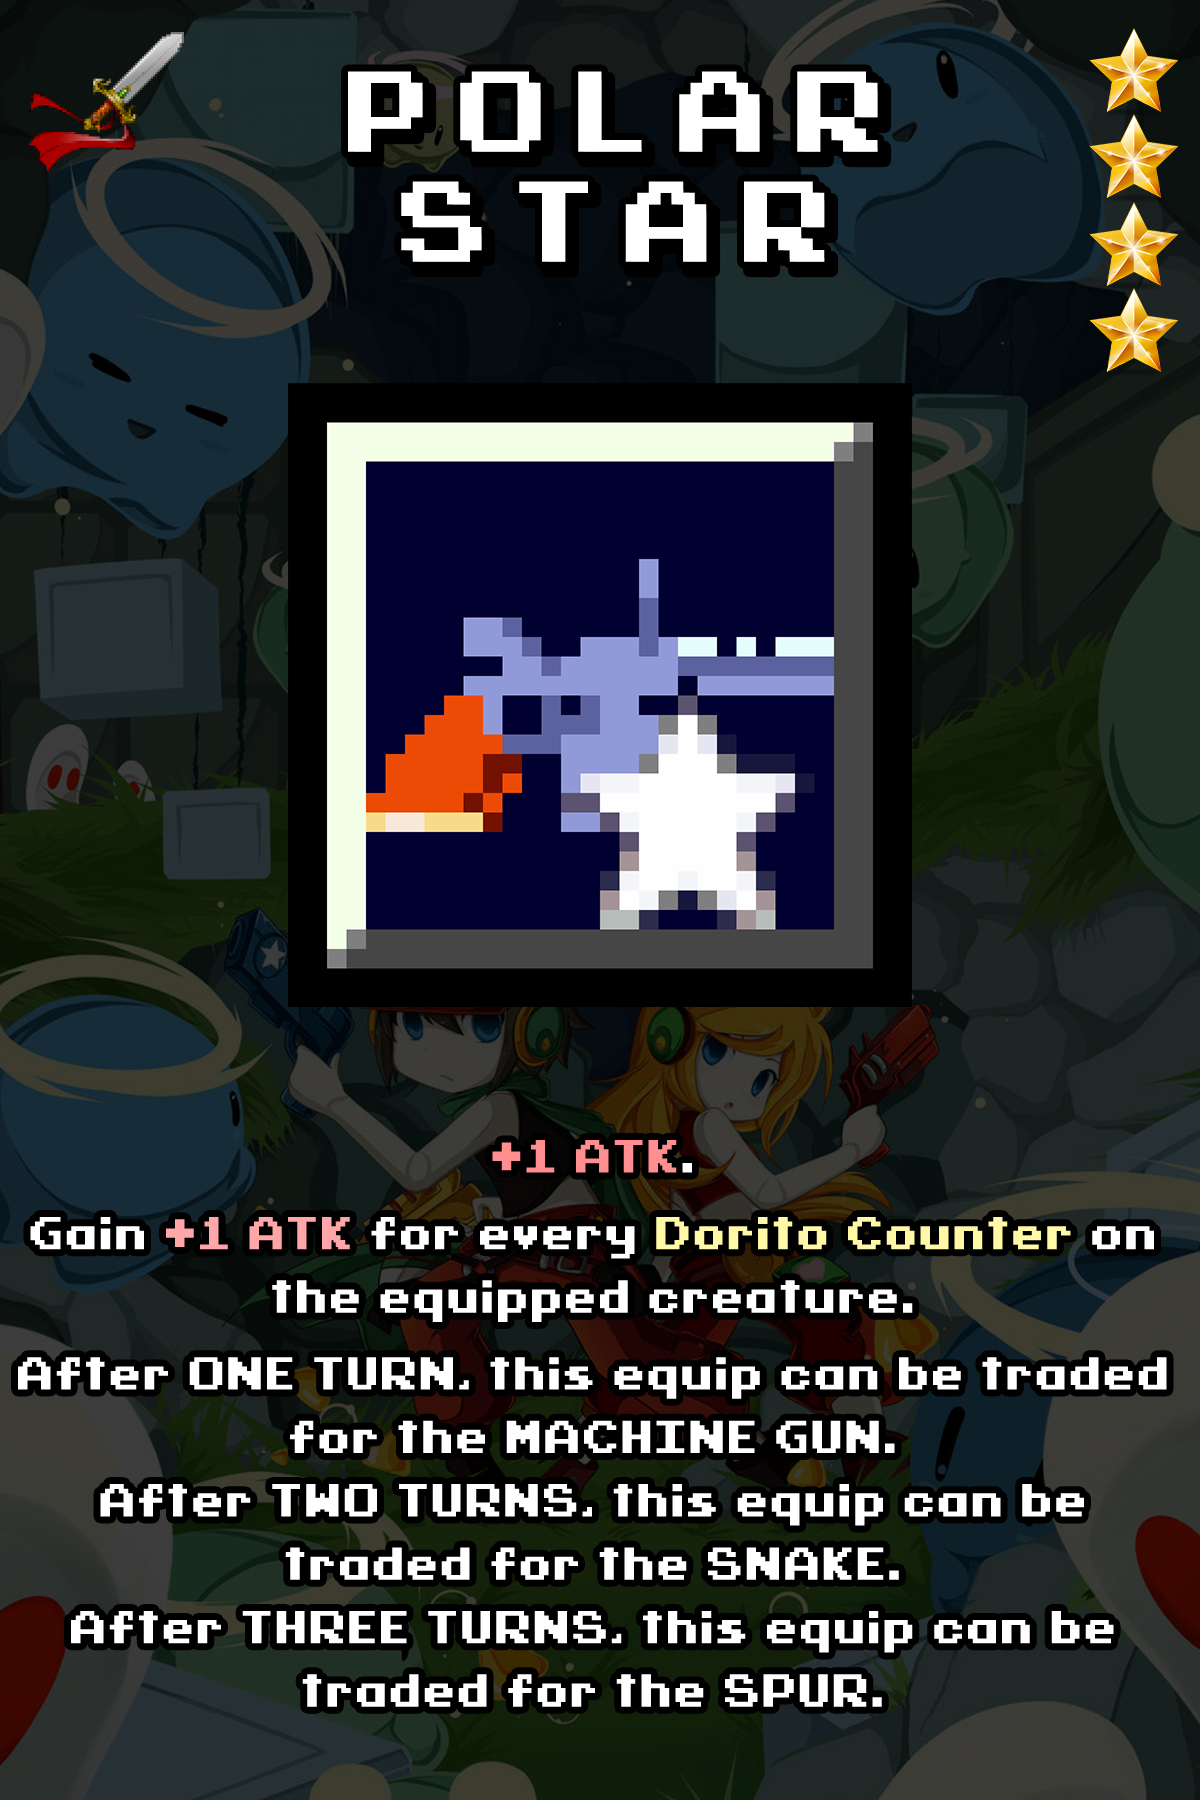 POLAR
STAR
+1 ATK.
Gain +1 ATK for every Dorito Counter on
the equipped creature.
After ONE TURN, this equip can be traded
for the MACHINE GUN.
After TWO TURNS, this equip can be
traded for the SNAKE.
After THREE TURNS, this equip can be
traded for the SPUR.